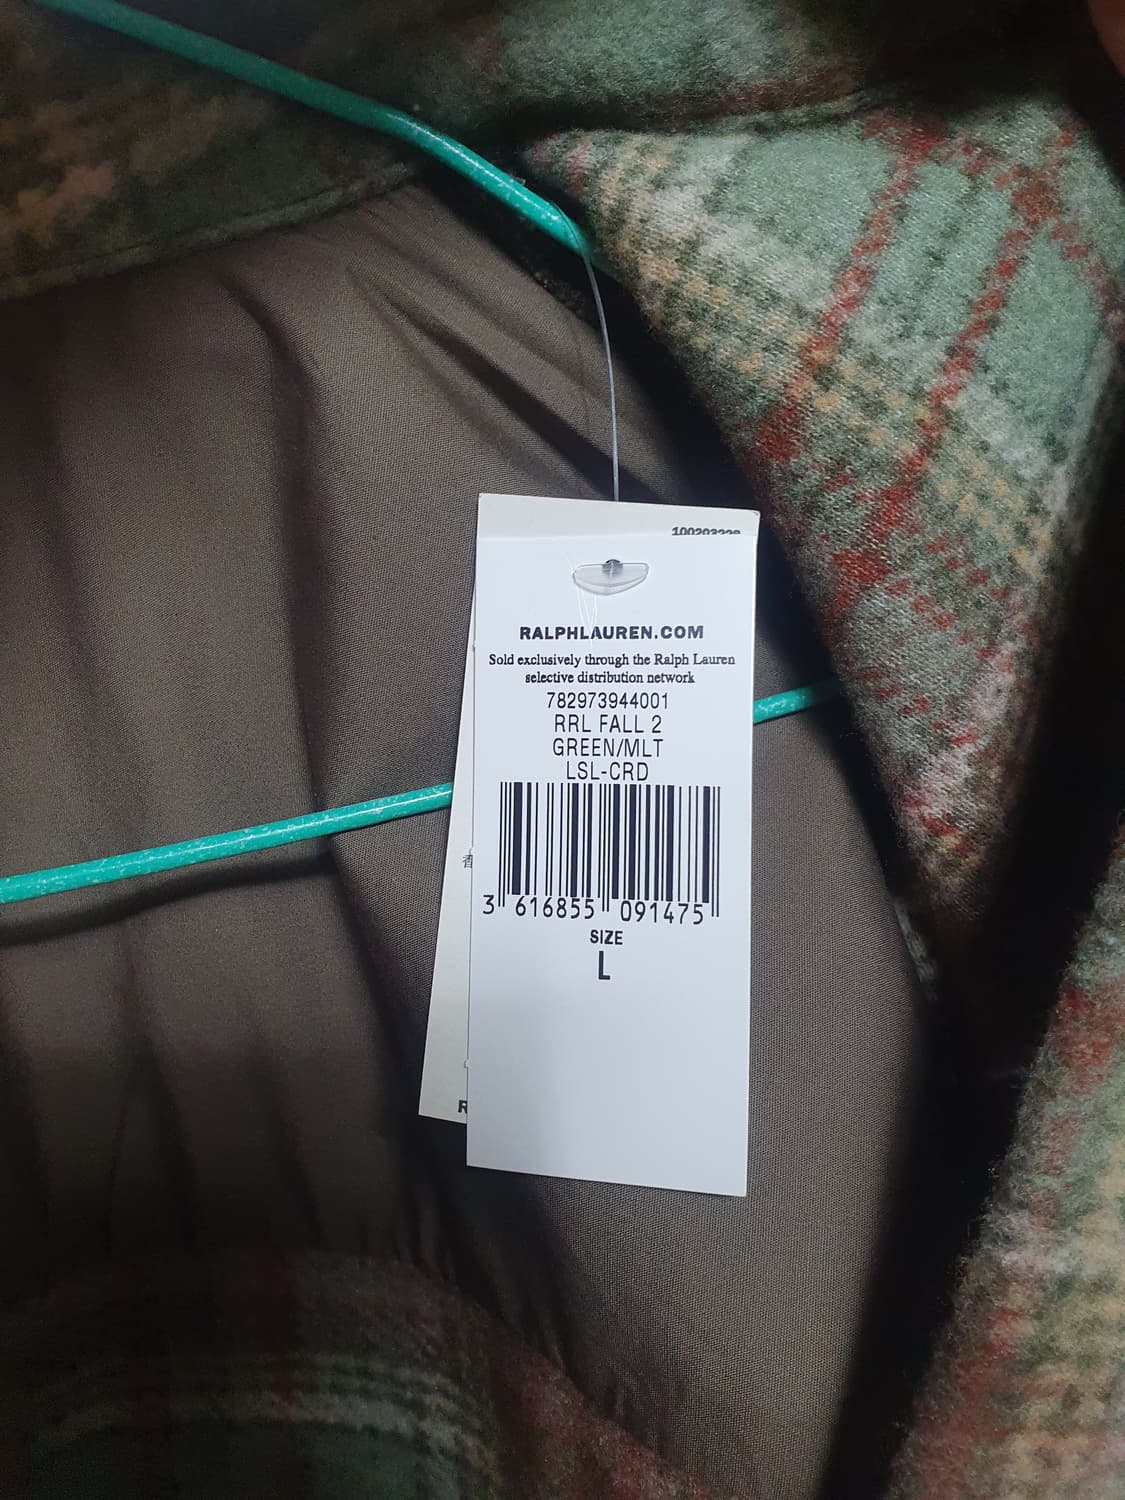 RALPHLAUREN.COM
Sold exclusively through the Ralph Lauren
selective distribution network
782973944001
RRL FALL 2
GREEN/MLT
LSL-CRD
3 616855 091475
SIZE
L
R